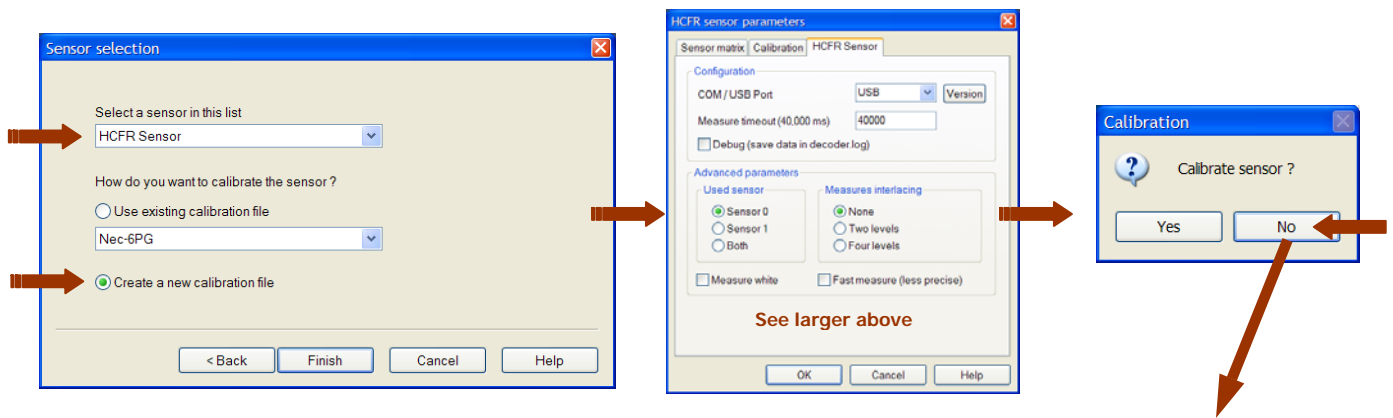 Sensor selection
Select a sensor in this list
HCFR Sensor
How do you want to calibrate the sensor ?
Use existing calibration file
Nec-6PG
Create a new calibration file
< Back Finish Cancel Help
HCFR sensor parameters
Sensor matrix Calibration HCFR Sensor
Configuration
COM / USB Port USB Version
Measure timeout (40,000 ms) 40000
Debug (save data in decoder.log)
Advanced parameters
Used sensor Measures interlacing
Sensor 0 None
Sensor 1 Two levels
Both Four levels
Measure white Fast measure (less precise)
See larger above
OK Cancel Help
Calibration
Calibrate sensor ?
Yes No